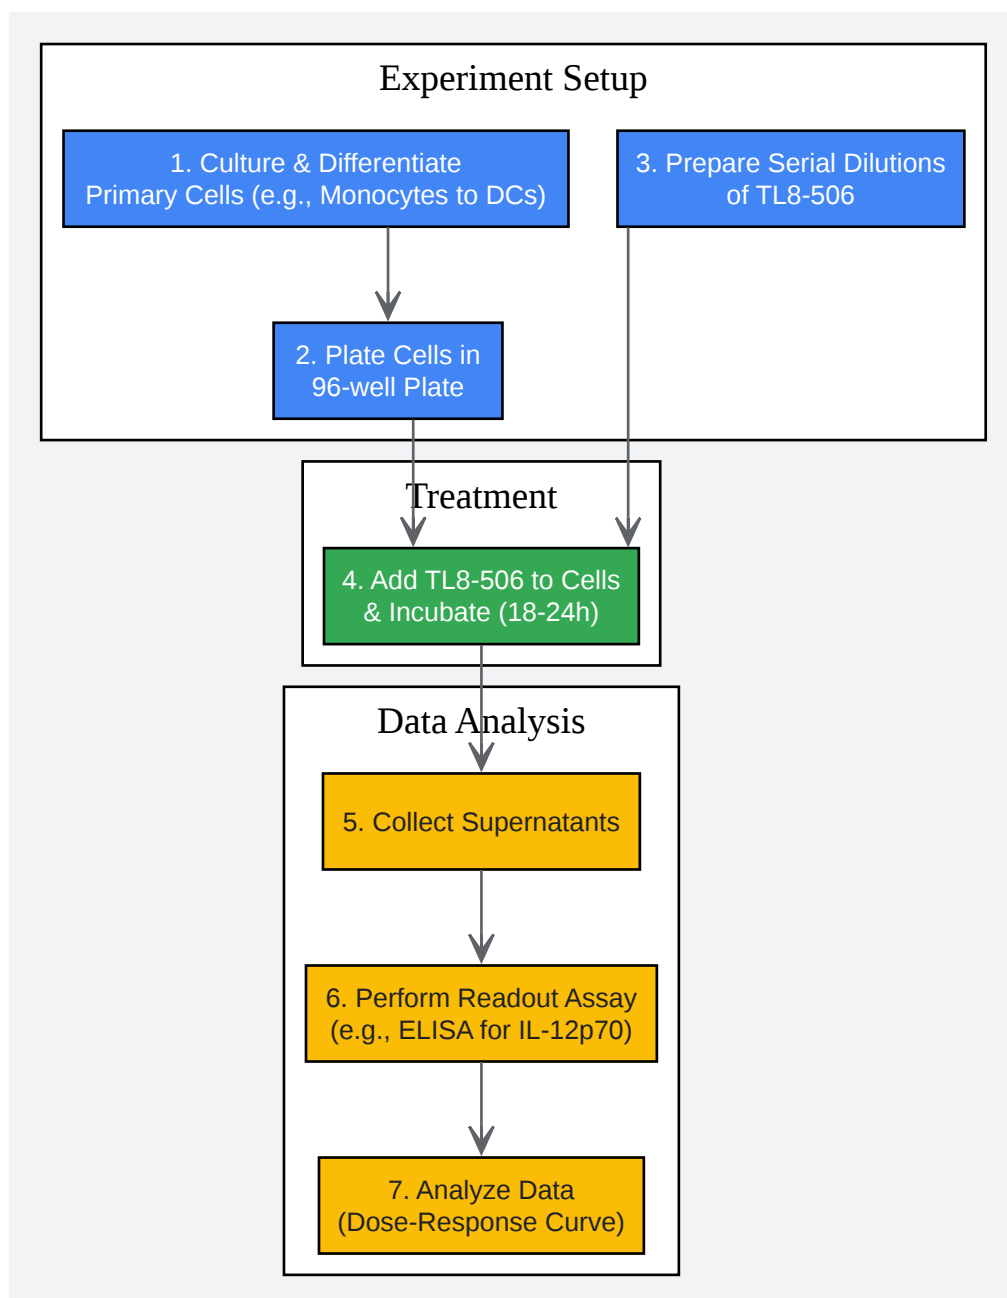 Experiment Setup
1. Culture & Differentiate
Primary Cells (e.g., Monocytes to DCs)
3. Prepare Serial Dilutions
of TL8-506
2. Plate Cells in
96-well Plate
Treatment
4. Add TL8-506 to Cells
& Incubate (18-24h)
Data Analysis
5. Collect Supernatants
6. Perform Readout Assay
(e.g., ELISA for IL-12p70)
7. Analyze Data
(Dose-Response Curve)